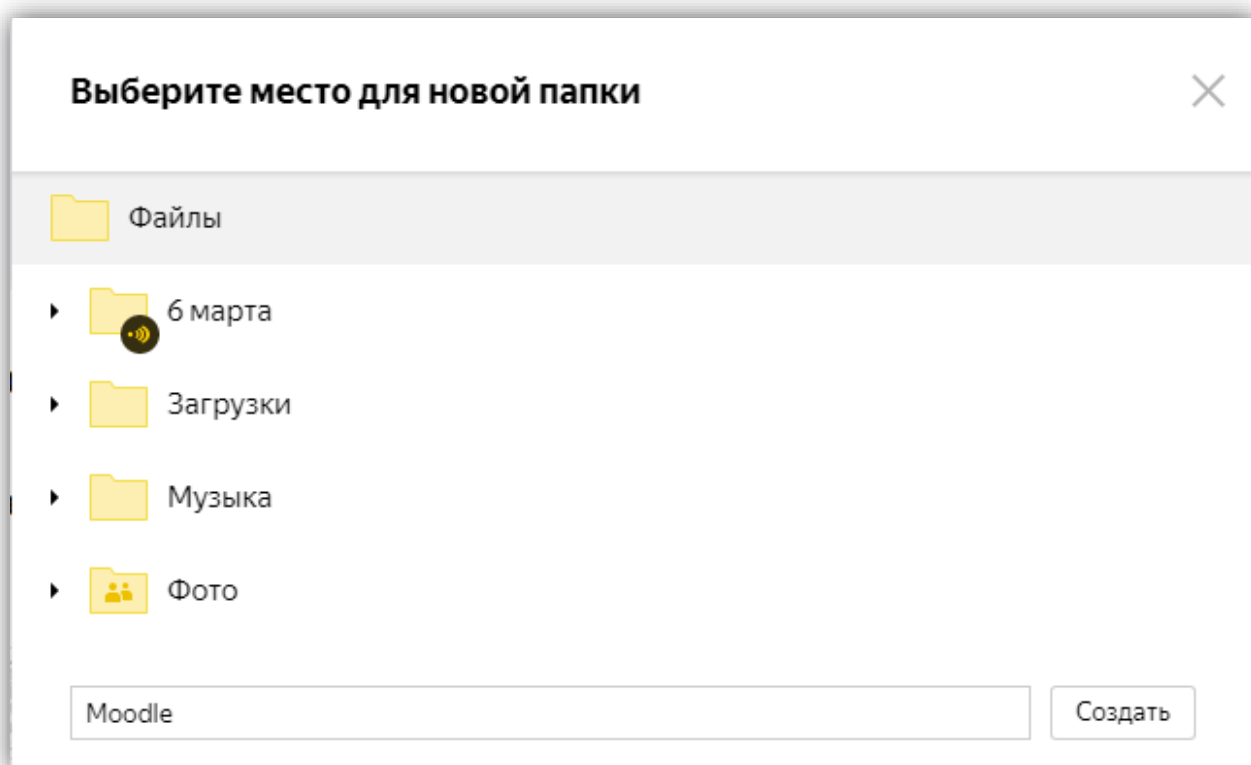 Выберите место для новой папки
Файлы
6 марта
Загрузки
Музыка
Фото
Moodle
Создать